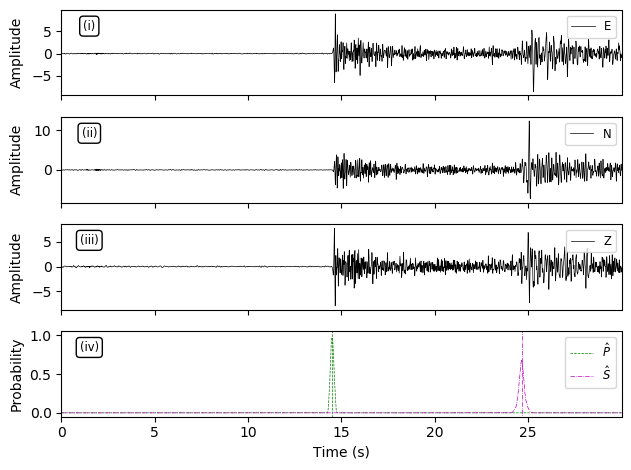 Amplitude
(i)
5
0
−5
E
Amplitude
(ii)
10
0
N
Amplitude
(iii)
5
0
−5
Z
Probability
(iv)
1.0
0.5
0.0
P̂
Ŝ
0 5 10 15 20 25
Time (s)